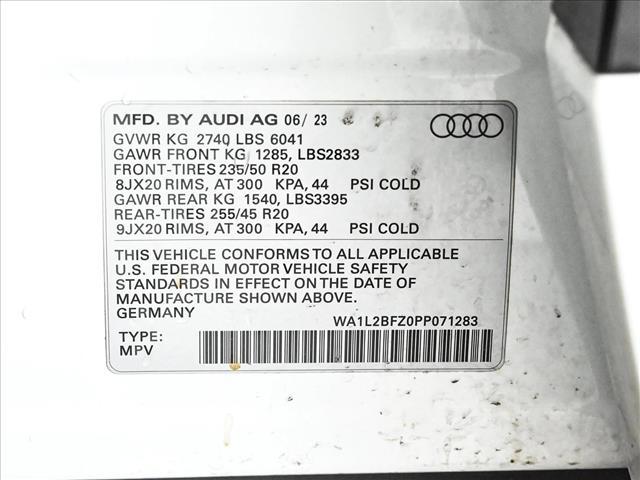 MFD. BY AUDI AG 06/ 23
GVWR KG 2740 LBS 6041
GAWR FRONT KG 1285, LBS2833
FRONT-TIRES 235/50 R20
8JX20 RIMS, AT 300 KPA, 44 PSI COLD
GAWR REAR KG 1540, LBS3395
REAR-TIRES 255/45 R20
9JX20 RIMS, AT 300 KPA, 44 PSI COLD
THIS VEHICLE CONFORMS TO ALL APPLICABLE
U.S. FEDERAL MOTOR VEHICLE SAFETY
STANDARDS IN EFFECT ON THE DATE OF
MANUFACTURE SHOWN ABOVE.
GERMANY
WA1L2BFZ0PP071283
TYPE:
MPV